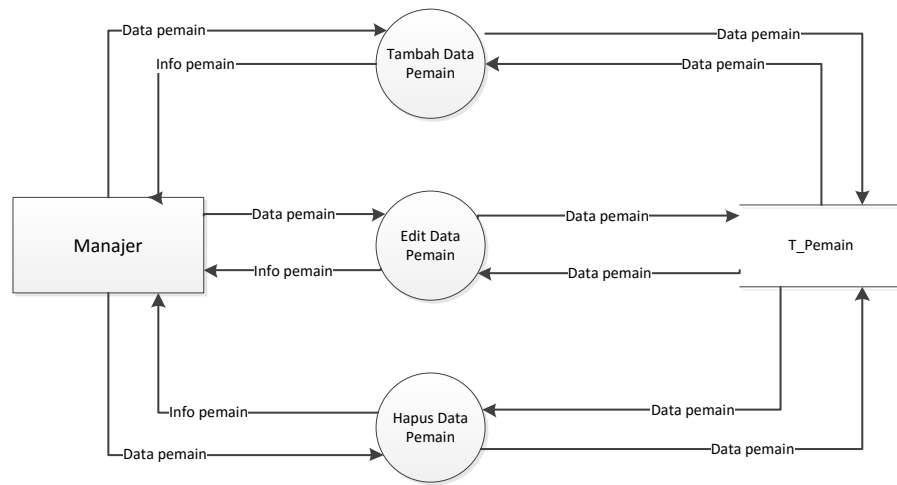 Data pemain
Tambah Data
Pemain
Data pemain
Info pemain
Data pemain
Manajer
Data pemain
Edit Data
Pemain
Data pemain
T_Pemain
Info pemain
Data pemain
Info pemain
Hapus Data
Pemain
Data pemain
Data pemain
Data pemain